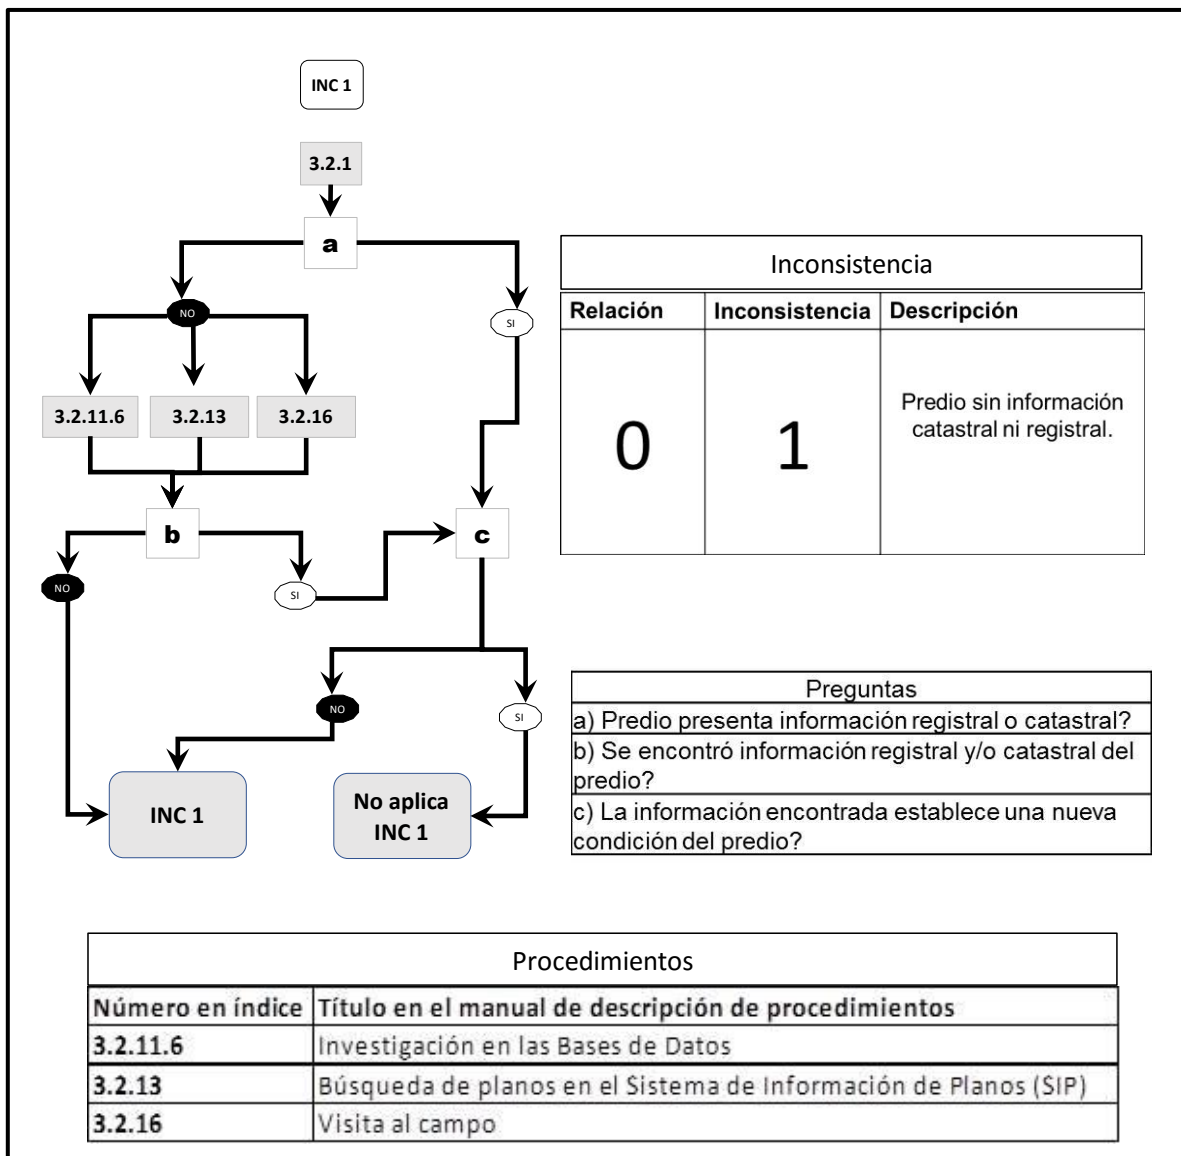 INC 1
3.2.1
a
NO
SI
3.2.11.6
3.2.13
3.2.16
b
c
NO
SI
NO
SI
INC 1
No aplica
INC 1
Inconsistencia
Relación Inconsistencia Descripción
0 1 Predio sin información
catastral ni registral.
Preguntas
a) Predio presenta información registral o catastral?
b) Se encontró información registral y/o catastral del
predio?
c) La información encontrada establece una nueva
condición del predio?
Procedimientos
Número en índice Título en el manual de descripción de procedimientos
3.2.11.6 Investigación en las Bases de Datos
3.2.13 Búsqueda de planos en el Sistema de Información de Planos (SIP)
3.2.16 Visita al campo